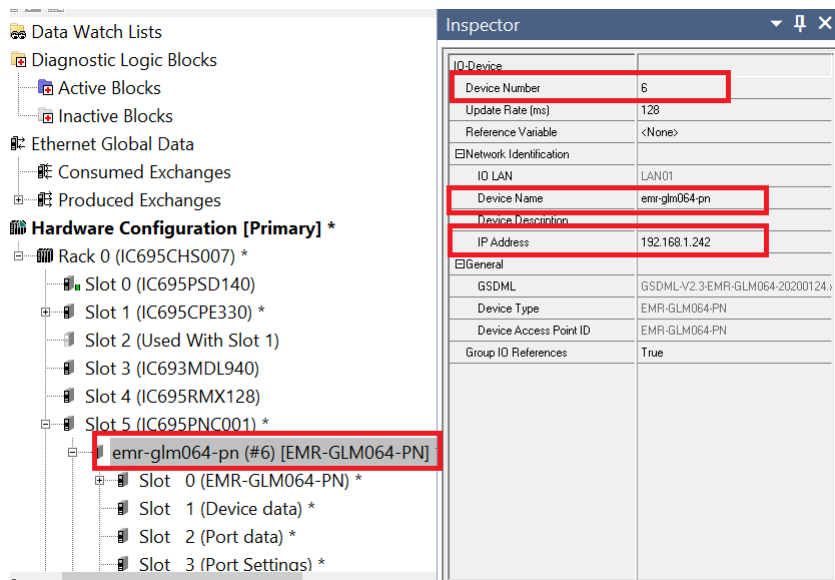 Data Watch Lists
Diagnostic Logic Blocks
Active Blocks
Inactive Blocks
Ethernet Global Data
Consumed Exchanges
Produced Exchanges
Hardware Configuration [Primary] *
Rack 0 (IC695CHS007) *
Slot 0 (IC695PSD140)
Slot 1 (IC695CPE330) *
Slot 2 (Used With Slot 1)
Slot 3 (IC693MDL940)
Slot 4 (IC695RMX128)
Slot 5 (IC695PNC001) *
emr-glm064-pn (#6) [EMR-GLM064-PN]
Slot 0 (EMR-GLM064-PN) *
Slot 1 (Device data) *
Slot 2 (Port data) *
Slot 3 (Port Settings) *
Inspector
IO-Device
Device Number 6
Update Rate (ms) 128
Reference Variable <None>
Network Identification
IO LAN LAN01
Device Name emr-glm064-pn
Device Description
IP Address 192.168.1.242
General
GSDML GSDML-V2.3-EMR-GLM064-20200124.
Device Type EMR-GLM064-PN
Device Access Point ID EMR-GLM064-PN
Group IO References True